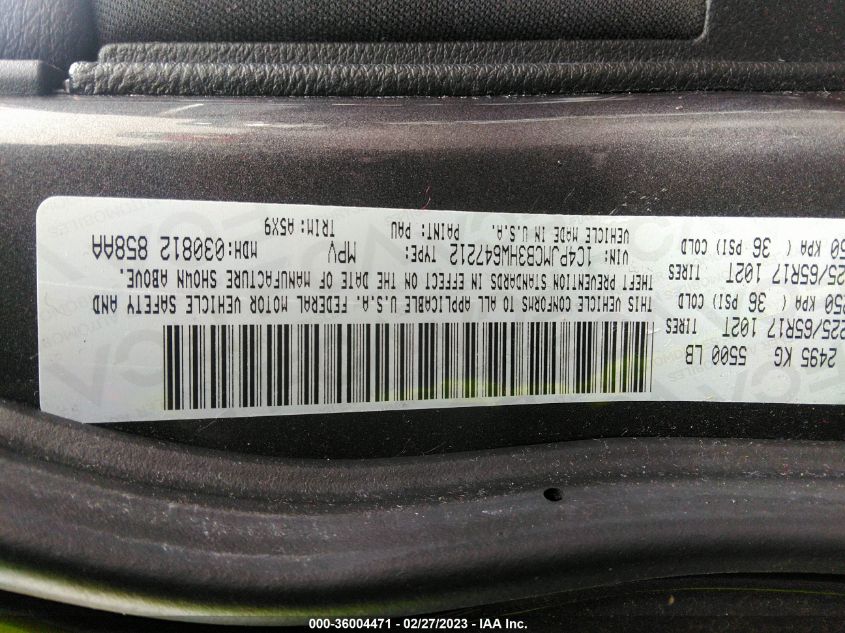 2495 KG 5500 LB
225/65R17 102T TIRES
250 KPA ( 36 PSI) COLD
25/65R17 102T TIRES
50 KPA ( 36 PSI) COLD
THIS VEHICLE CONFORMS TO ALL APPLICABLE U.S.A. FEDERAL MOTOR VEHICLE SAFETY AND
THEFT PREVENTION STANDARDS IN EFFECT ON THE DATE OF MANUFACTURE SHOWN ABOVE.
VIN: 1C4PJMCB3HW647212 TYPE: MPV MDH:030812 858AA
VEHICLE MADE IN U.S.A. PAINT: PAU TRIM:A5X9
000-36004471 - 02/27/2023 - IAA Inc.